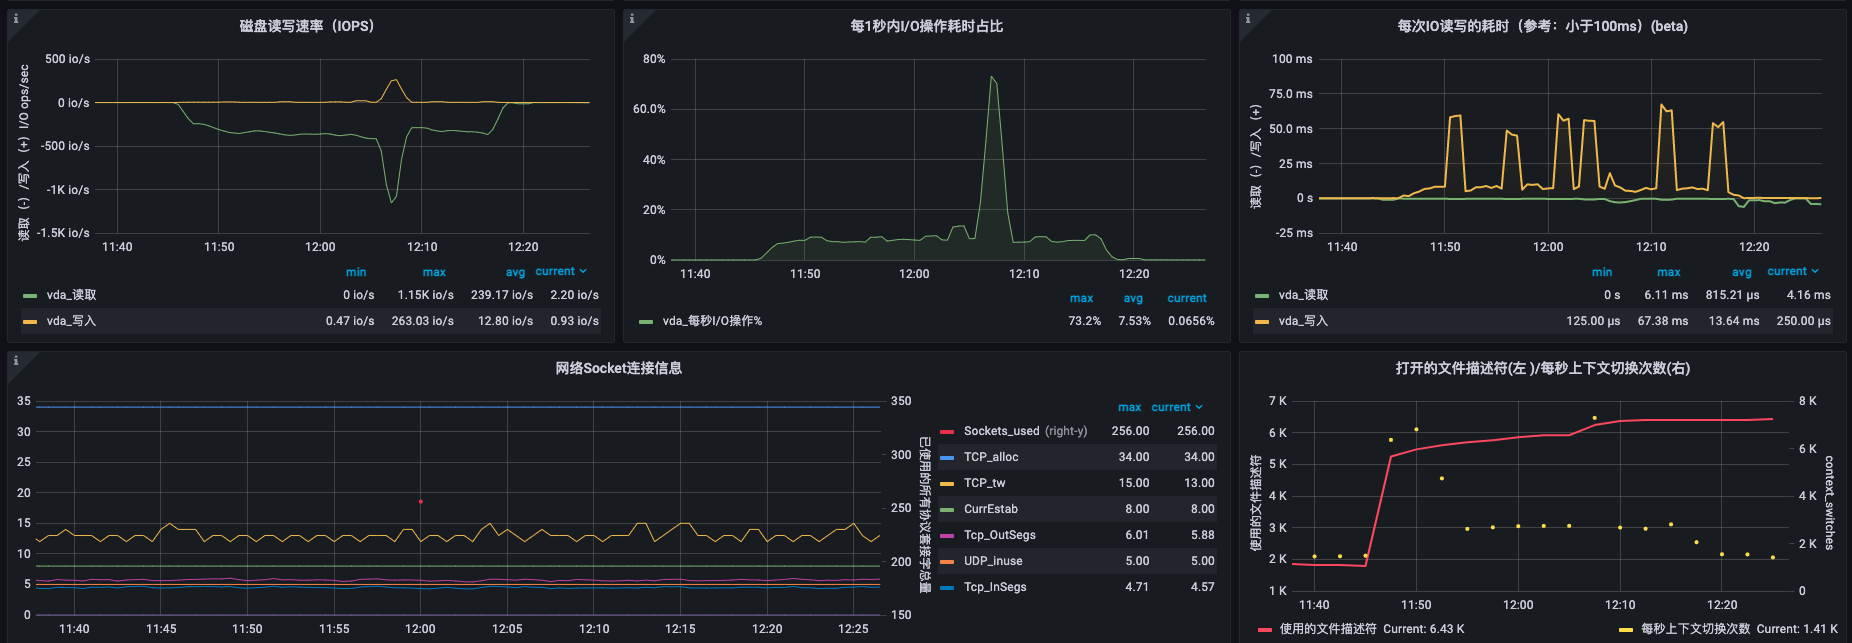 磁盘读写速率（IOPS）
读取（-）/写入（+）I/O ops/sec
500 io/s
0 io/s
-500 io/s
-1K io/s
-1.5K io/s
11:40 11:50 12:00 12:10 12:20
min max avg current
vda_读取 0 io/s 1.15K io/s 239.17 io/s 2.20 io/s
vda_写入 0.47 io/s 263.03 io/s 12.80 io/s 0.93 io/s
每1秒内I/O操作耗时占比
80%
60.0%
40%
20%
0%
11:40 11:50 12:00 12:10 12:20
max avg current
vda_每秒I/O操作% 73.2% 7.53% 0.0656%
每次IO读写的耗时（参考：小于100ms）(beta)
读取（-）/写入（+）
100 ms
75.0 ms
50.0 ms
25 ms
0 s
-25 ms
11:40 11:50 12:00 12:10 12:20
min max avg current
vda_读取 0 s 6.11 ms 815.21 µs 4.16 ms
vda_写入 125.00 µs 67.38 ms 13.64 ms 250.00 µs
网络Socket连接信息
35
30
25
20
15
10
5
0
350
300
250
200
150
已使用的所有协议套接字总量
11:40 11:45 11:50 11:55 12:00 12:05 12:10 12:15 12:20 12:25
max current
Sockets_used (right-y) 256.00 256.00
TCP_alloc 34.00 34.00
TCP_tw 15.00 13.00
CurrEstab 8.00 8.00
Tcp_OutSegs 6.01 5.88
UDP_inuse 5.00 5.00
Tcp_InSegs 4.71 4.57
打开的文件描述符(左 )/每秒上下文切换次数(右)
使用的文件描述符
7 K
6 K
5 K
4 K
3 K
2 K
1 K
8 K
6 K
4 K
2 K
0
context_switches
11:40 11:50 12:00 12:10 12:20
使用的文件描述符 Current: 6.43 K 每秒上下文切换次数 Current: 1.41 K